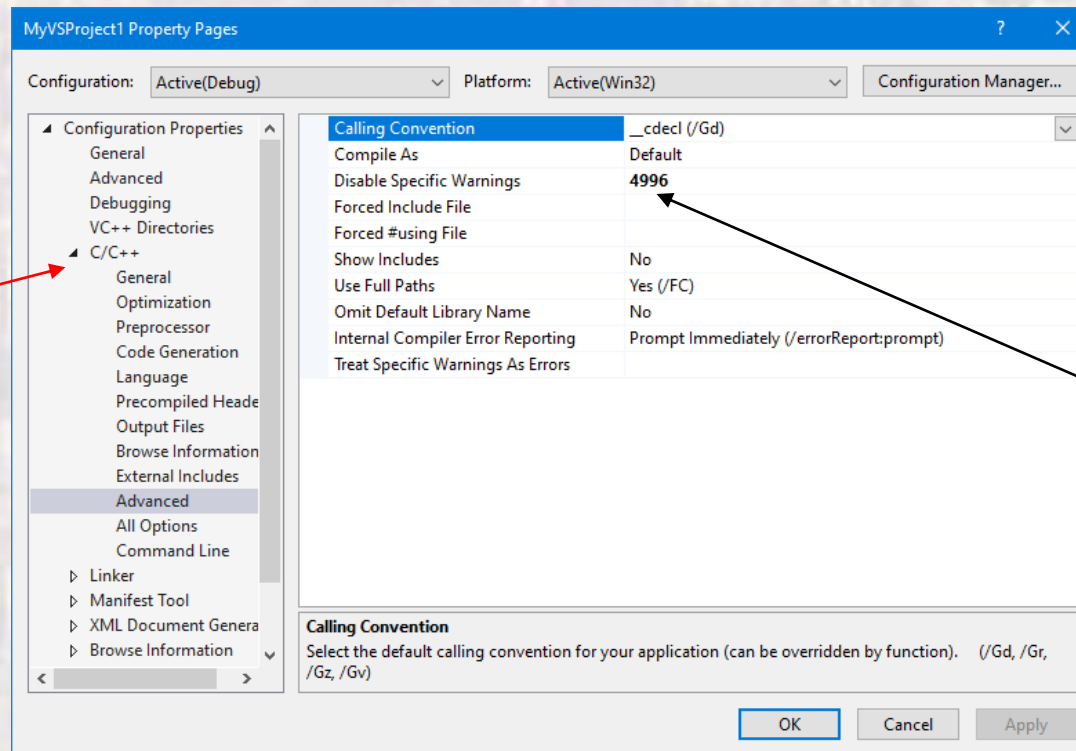 MyVSProject1 Property Pages ?
Configuration: Active(Debug) Platform: Active(Win32) Configuration Manager...
Configuration Properties
General
Advanced
Debugging
VC++ Directories
C/C++
General
Optimization
Preprocessor
Code Generation
Language
Precompiled Heade
Output Files
Browse Information
External Includes
Advanced
All Options
Command Line
Linker
Manifest Tool
XML Document Genera
Browse Information
Calling Convention __cdecl (/Gd)
Compile As Default
Disable Specific Warnings 4996
Forced Include File
Forced #using File
Show Includes No
Use Full Paths Yes (/FC)
Omit Default Library Name No
Internal Compiler Error Reporting Prompt Immediately (/errorReport:prompt)
Treat Specific Warnings As Errors
Calling Convention
Select the default calling convention for your application (can be overridden by function). (/Gd, /Gr,
/Gz, /Gv)
OK Cancel Apply